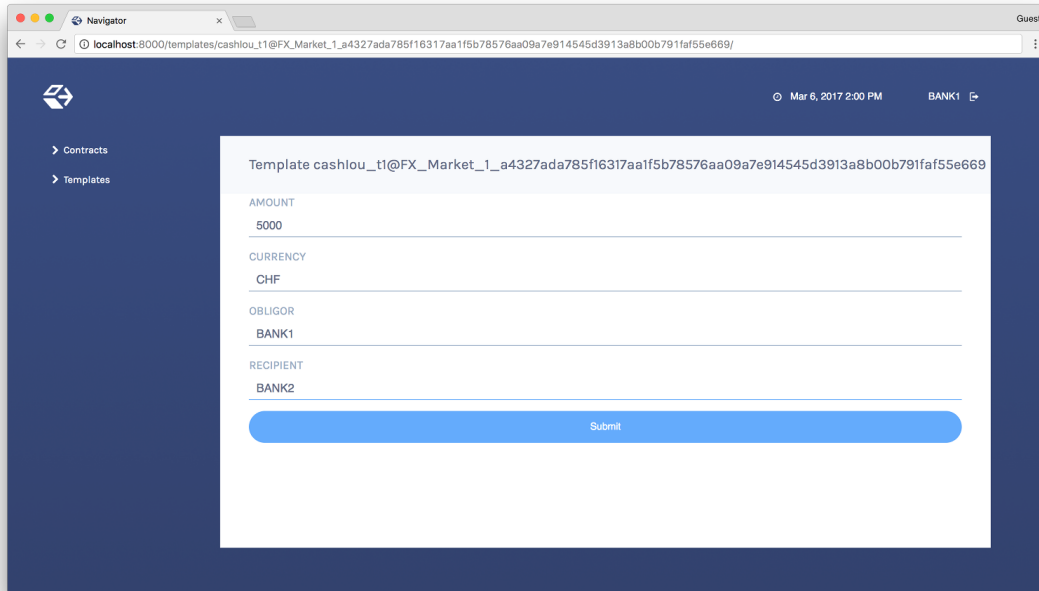 Navigator
Guest
localhost:8000/templates/cashIou_t1@FX_Market_1_a4327ada785f16317aa1f5b78576aa09a7e914545d3913a8b00b791faf55e669/
Mar 6, 2017 2:00 PM BANK1
Contracts
Templates
Template cashIou_t1@FX_Market_1_a4327ada785f16317aa1f5b78576aa09a7e914545d3913a8b00b791faf55e669
AMOUNT
5000
CURRENCY
CHF
OBLIGOR
BANK1
RECIPIENT
BANK2
Submit